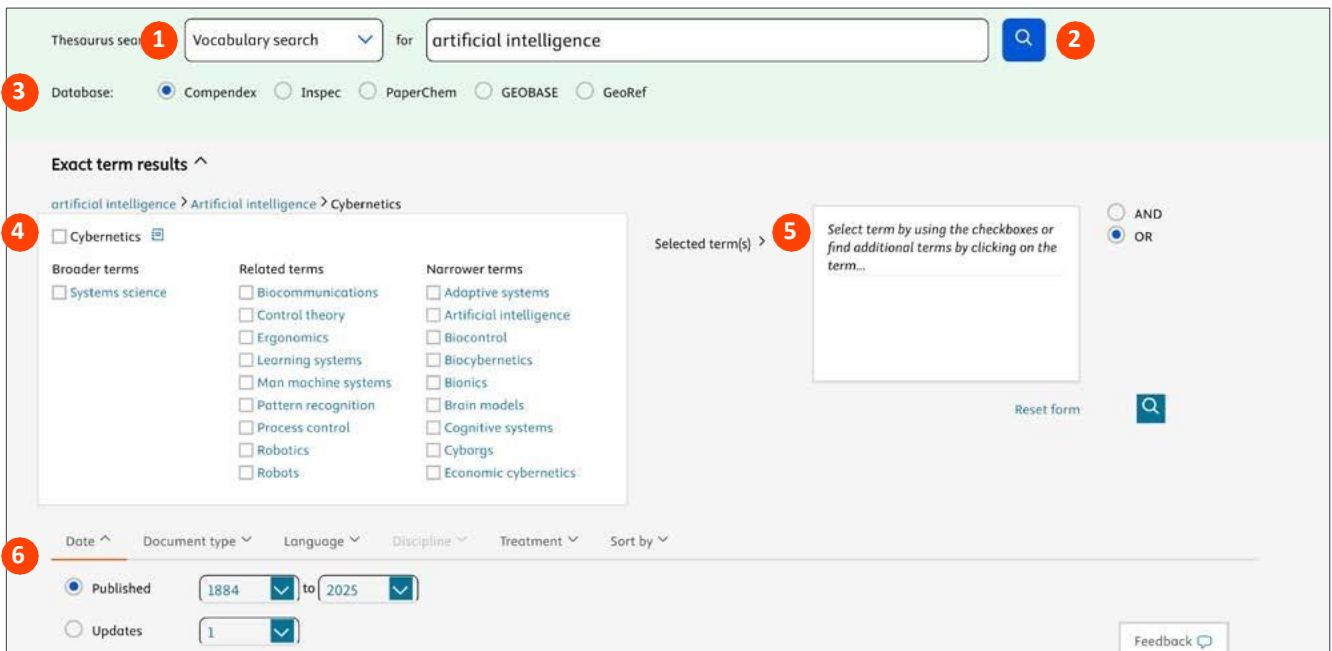 Thesaurus sear 1 Vocabulary search for artificial intelligence 2
3 Database: Compendex Inspec PaperChem GEOBASE GeoRef
Exact term results
artificial intelligence > Artificial intelligence > Cybernetics
4 Cybernetics
Broader terms
Systems science
Related terms
Biocommunications
Control theory
Ergonomics
Learning systems
Man machine systems
Pattern recognition
Process control
Robotics
Robots
Narrower terms
Adaptive systems
Artificial intelligence
Biocontrol
Biocybernetics
Bionics
Brain models
Cognitive systems
Cyborgs
Economic cybernetics
Selected term(s) > 5
Select term by using the checkboxes or
find additional terms by clicking on the
term...
AND
OR
Reset form
6 Date Document type Language Discipline Treatment Sort by
Published 1884 to 2025
Updates 1
Feedback